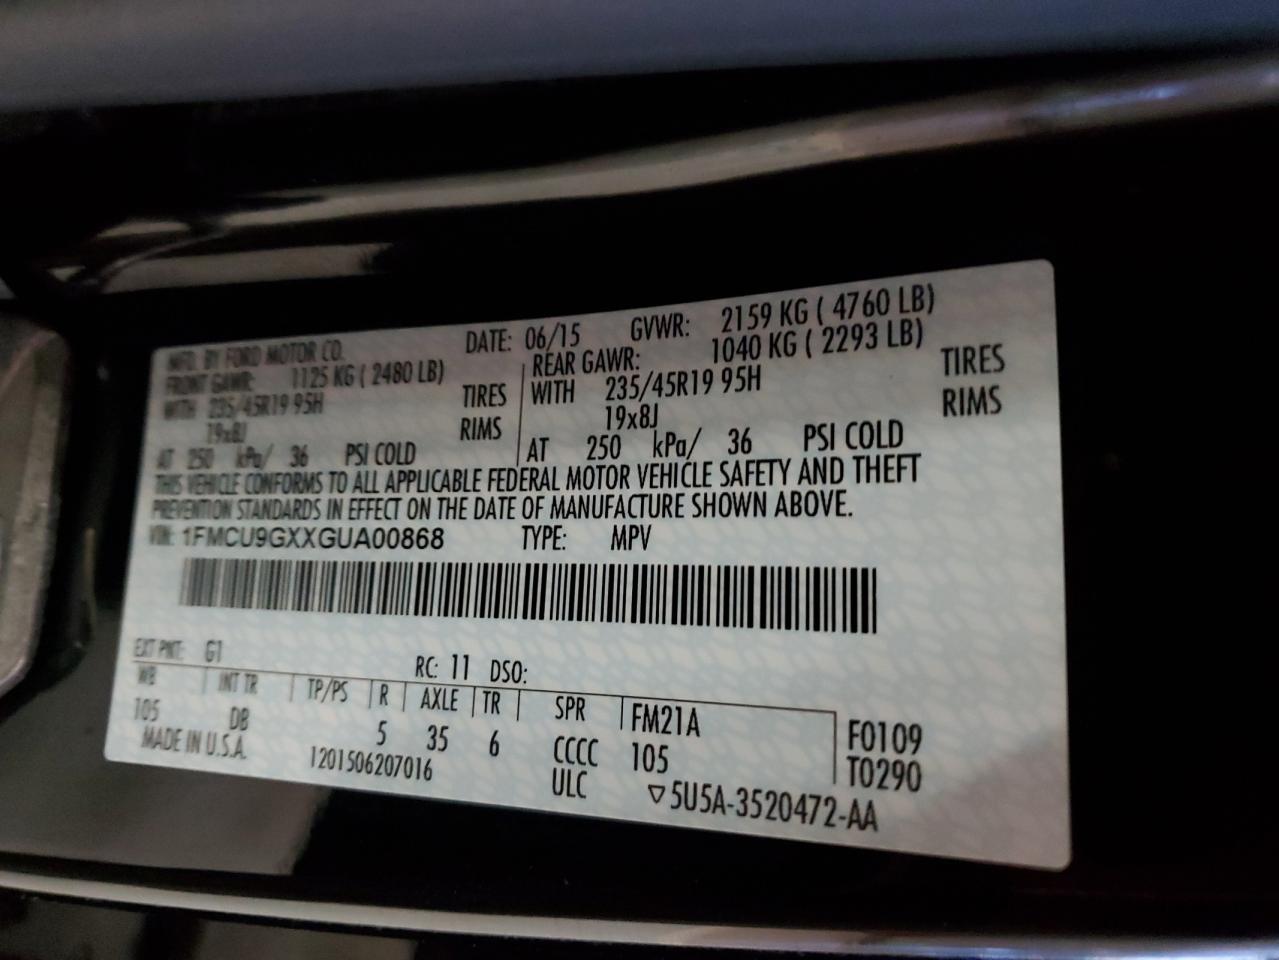 MFD. BY FORD MOTOR CO. DATE: 06/15 GVWR: 2159 KG ( 4760 LB)
FRONT GAWR: 1125 KG ( 2480 LB) REAR GAWR: 1040 KG ( 2293 LB)
WITH 235/45R19 95H TIRES WITH 235/45R19 95H TIRES
19x8J RIMS 19x8J RIMS
AT 250 kPa/ 36 PSI COLD AT 250 kPa/ 36 PSI COLD
THIS VEHICLE CONFORMS TO ALL APPLICABLE FEDERAL MOTOR VEHICLE SAFETY AND THEFT
PREVENTION STANDARDS IN EFFECT ON THE DATE OF MANUFACTURE SHOWN ABOVE.
VIN: 1FMCU9GXXGUA00868 TYPE: MPV
EXT PNT: G1 RC: 11 DSO:
WB INT TR TP/PS R AXLE TR SPR FM21A F0109
105 DB 5 35 6 CCCC 105 T0290
MADE IN U.S.A. 1201506207016 ULC ▽5U5A-3520472-AA